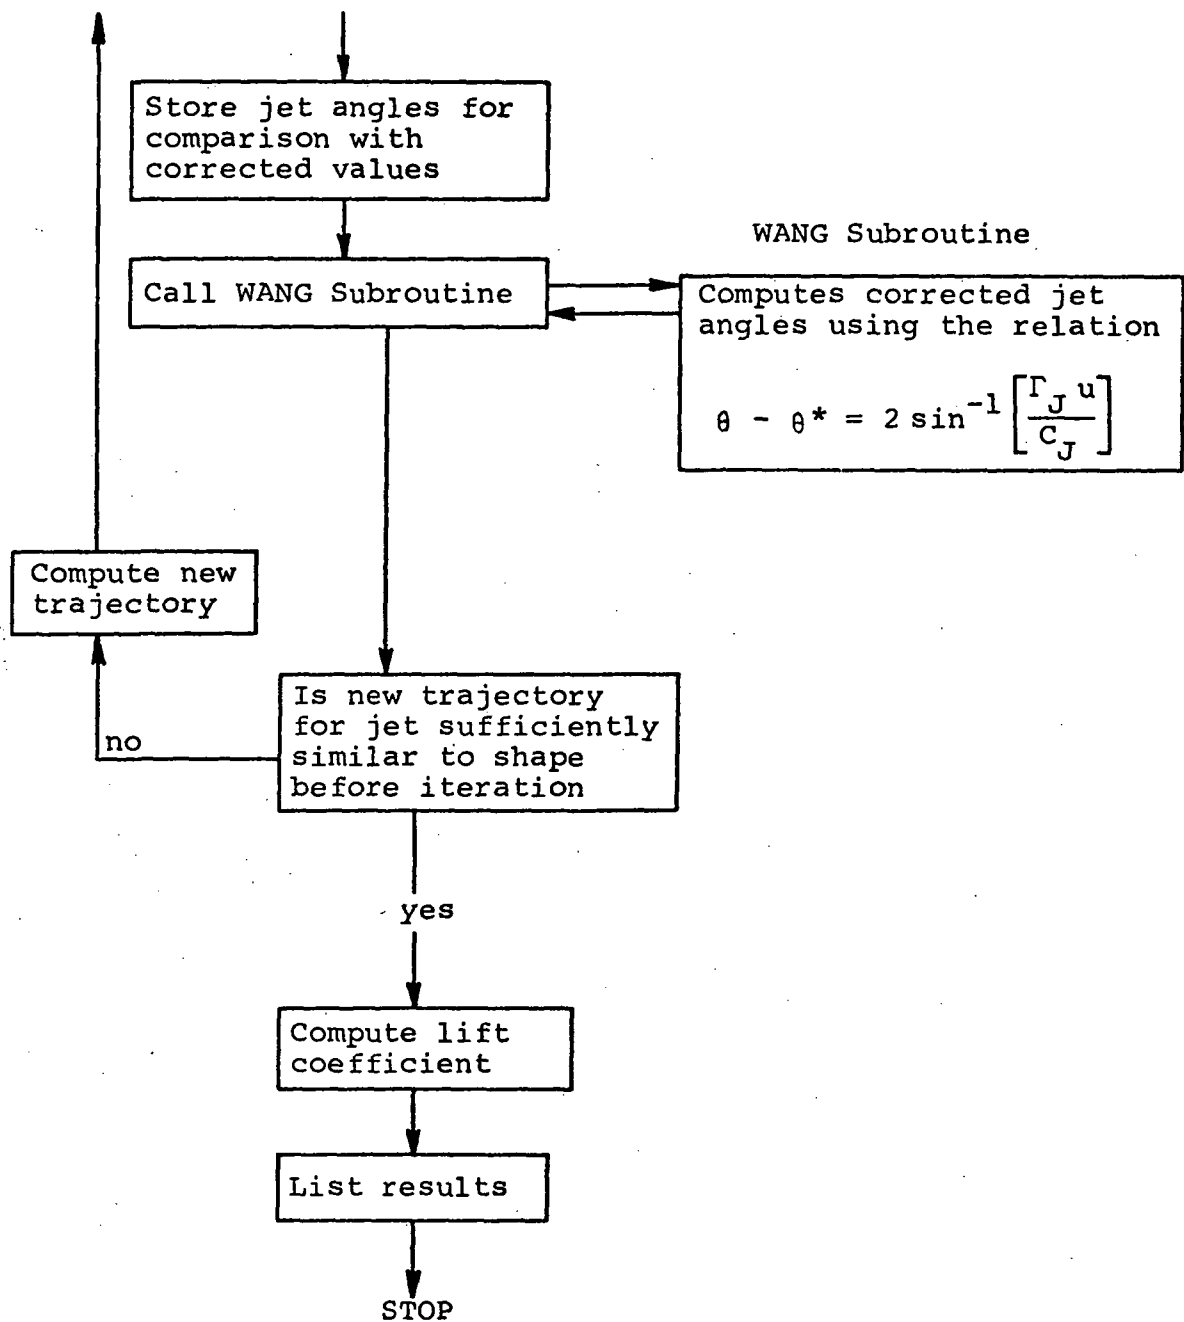 Store jet angles for
comparison with
corrected values
WANG Subroutine
Call WANG Subroutine
Computes corrected jet
angles using the relation
θ - θ* = 2 sin⁻¹ [Γ_J u / C_J]
Compute new
trajectory
Is new trajectory
for jet sufficiently
similar to shape
before iteration
no
yes
Compute lift
coefficient
List results
STOP